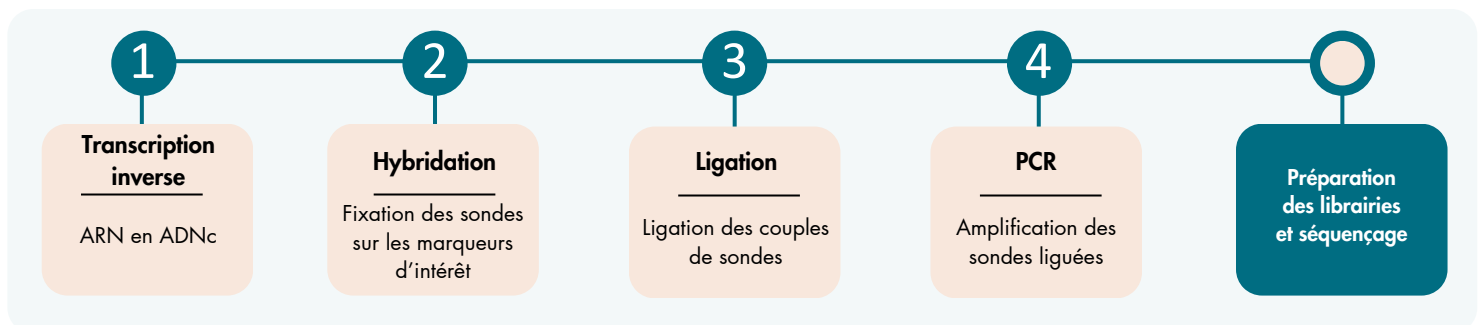 1
2
3
4
Transcription
inverse
ARN en ADNc
Hybridation
Fixation des sondes
sur les marqueurs
d’intérêt
Ligation
Ligation des couples
de sondes
PCR
Amplification des
sondes liguées
Préparation
des librairies
et séquençage